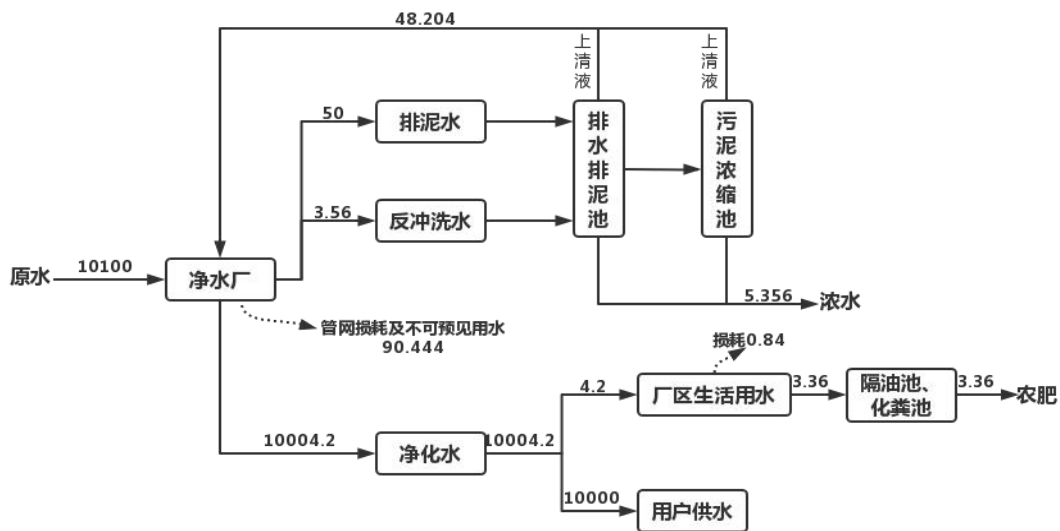 48.204
上清液
上清液
50
排泥水
排水排泥池
污泥浓缩池
3.56
反冲洗水
原水
10100
净水厂
5.356
浓水
管网损耗及不可预见用水
90.444
损耗0.84
4.2
厂区生活用水
3.36
隔油池、
化粪池
3.36
农肥
10004.2
净化水
10004.2
10000
用户供水